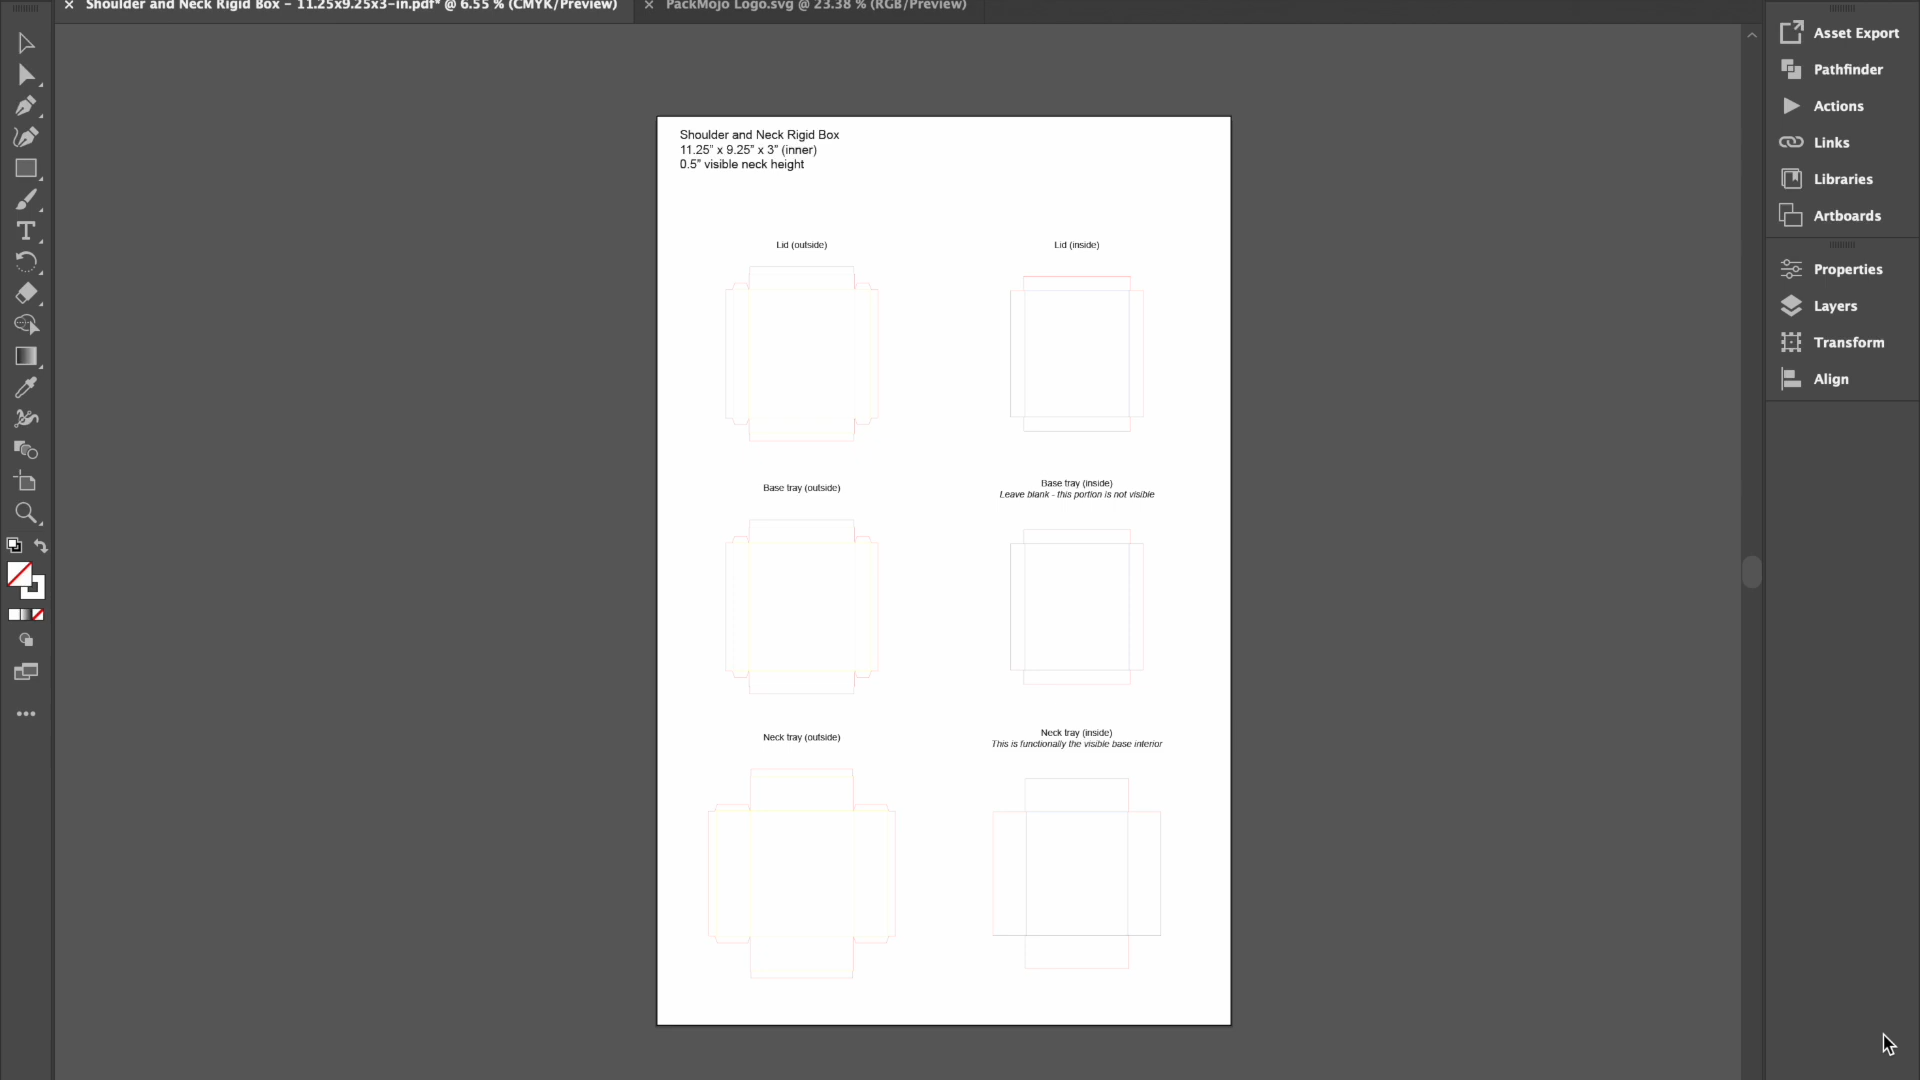 Shoulder and Neck Rigid Box - 11.25x9.25x3-in.pdf* @ 6.55 % (CMYK/Preview)
PackMojo Logo.svg @ 23.38 % (RGB/Preview)
Asset Export
Pathfinder
Actions
Links
Libraries
Artboards
Properties
Layers
Transform
Align
Shoulder and Neck Rigid Box
11.25” x 9.25” x 3” (inner)
0.5” visible neck height
Lid (outside)
Lid (inside)
Base tray (outside)
Base tray (inside)
Leave blank - this portion is not visible
Neck tray (outside)
Neck tray (inside)
This is functionally the visible base interior